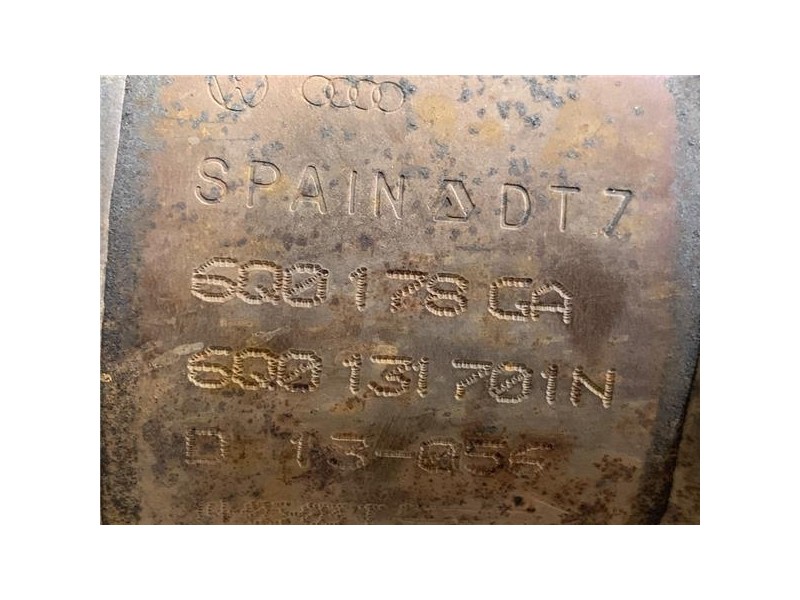 SPAIN DT7
6Q0 178 GA
6Q0 131 701N
D 13-056